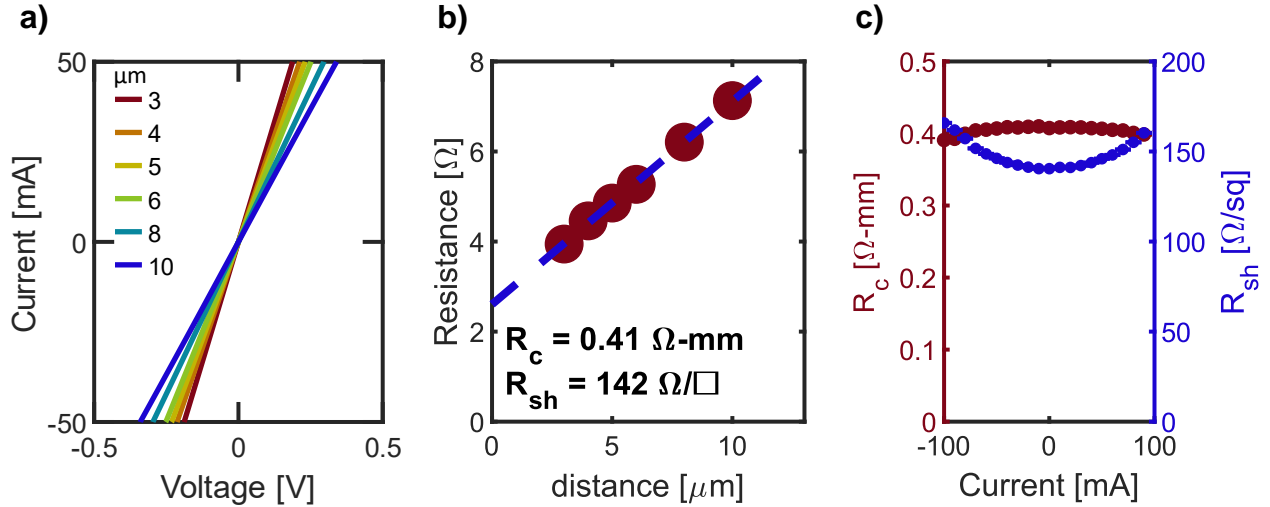 a)
50
0
-50
-0.5
0
0.5
Current [mA]
Voltage [V]
μm
3
4
5
6
8
10
b)
8
6
4
2
0
0
5
10
Resistance [Ω]
distance [μm]
R_c = 0.41 Ω-mm
R_sh = 142 Ω/□
c)
0.5
0.4
0.3
0.2
0.1
0
R_c [Ω-mm]
200
150
100
50
0
R_sh [Ω/sq]
-100
0
100
Current [mA]